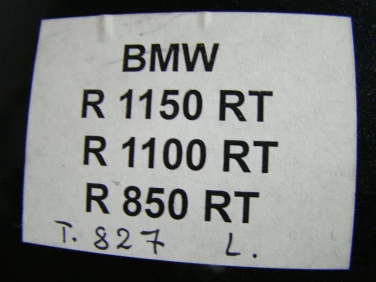 BMW
R 1150 RT
R 1100 RT
R 850 RT
T. 827 L.